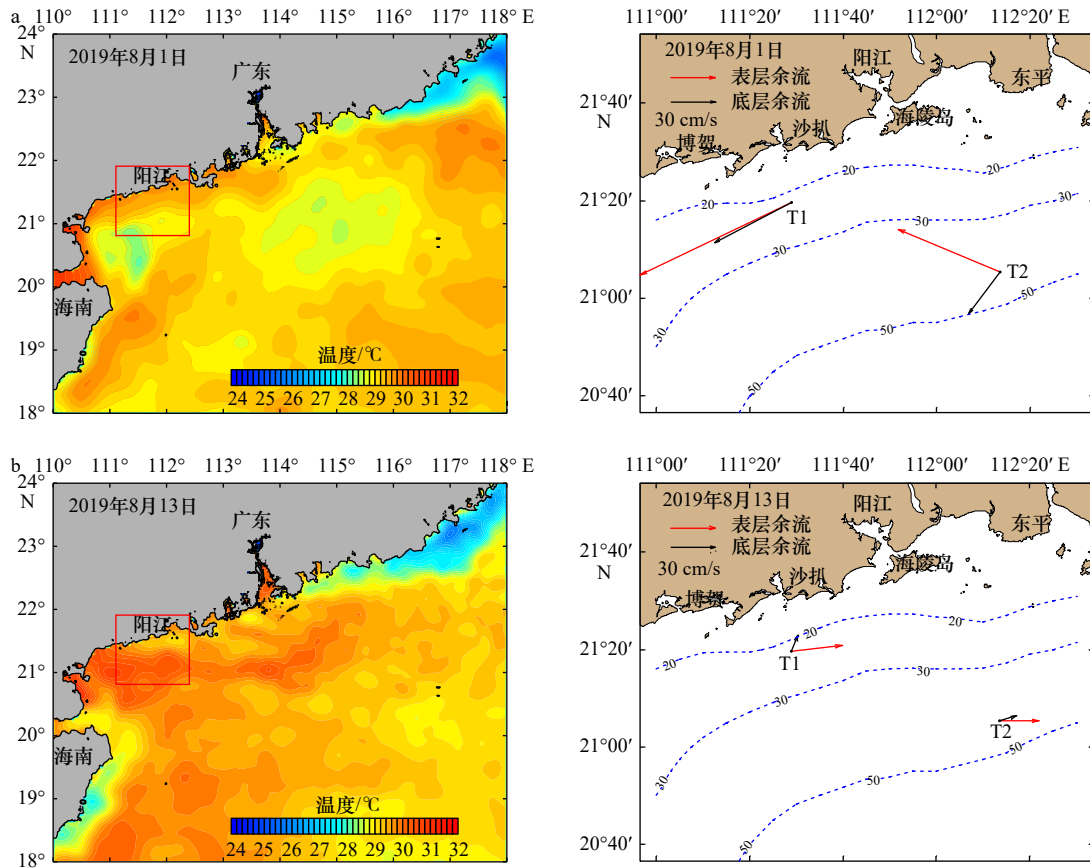 a
110° 111° 112° 113° 114° 115° 116° 117° 118° E
24°
N
23°
22°
21°
20°
19°
18°
2019年8月1日
广东
阳江
海南
温度/℃
24 25 26 27 28 29 30 31 32
111°00′ 111°40′ 112°00′ 112°20′ E
21°40′
N
21°20′
21°00′
20°40′
2019年8月1日
表层余流
底层余流
30 cm/s
阳江
东平
海陵岛
沙扒
博贺
20
20
30
30
50
50
50
T1
T2
b
110° 111° 112° 113° 114° 115° 116° 117° 118° E
24°
N
23°
22°
21°
20°
19°
18°
2019年8月13日
广东
阳江
海南
温度/℃
24 25 26 27 28 29 30 31 32
111°00′ 111°40′ 112°00′ 112°20′ E
21°40′
N
21°20′
21°00′
20°40′
2019年8月13日
表层余流
底层余流
30 cm/s
阳江
东平
海陵岛
沙扒
博贺
20
20
20
30
30
50
50
50
T1
T2